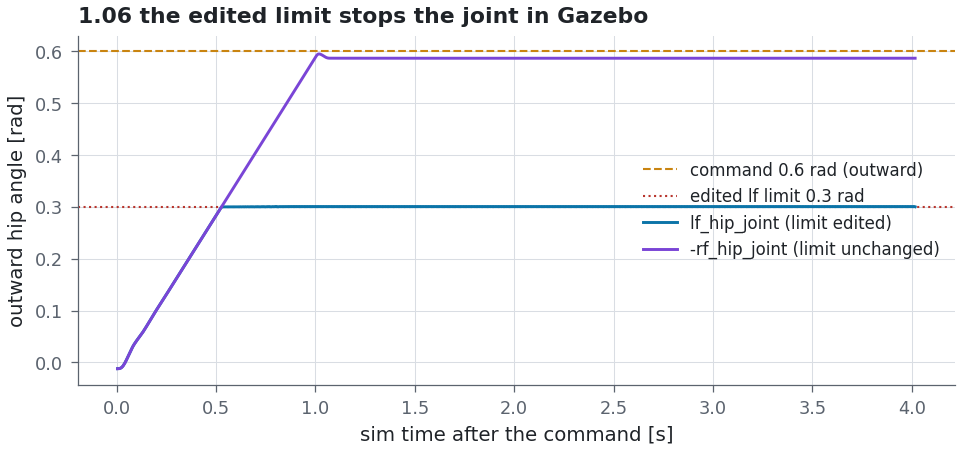 1.06 the edited limit stops the joint in Gazebo
outward hip angle [rad]
0.6
0.5
0.4
0.3
0.2
0.1
0.0
command 0.6 rad (outward)
edited lf limit 0.3 rad
lf_hip_joint (limit edited)
-rf_hip_joint (limit unchanged)
0.0 0.5 1.0 1.5 2.0 2.5 3.0 3.5 4.0
sim time after the command [s]